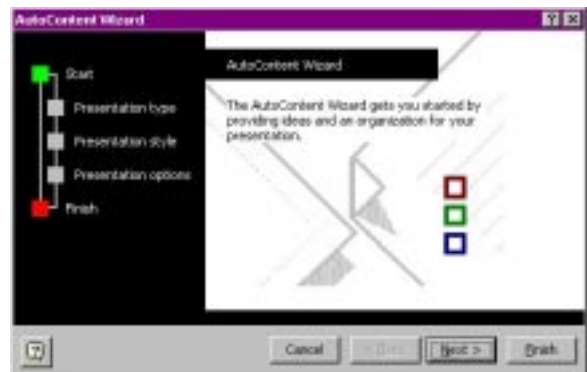 AutoContent Wizard
Start
Presentation type
Presentation style
Presentation options
Finish
AutoContent Wizard
The AutoContent Wizard gets you started by
providing ideas and an organization for your
presentation.
Cancel
< Back
Next >
Finish